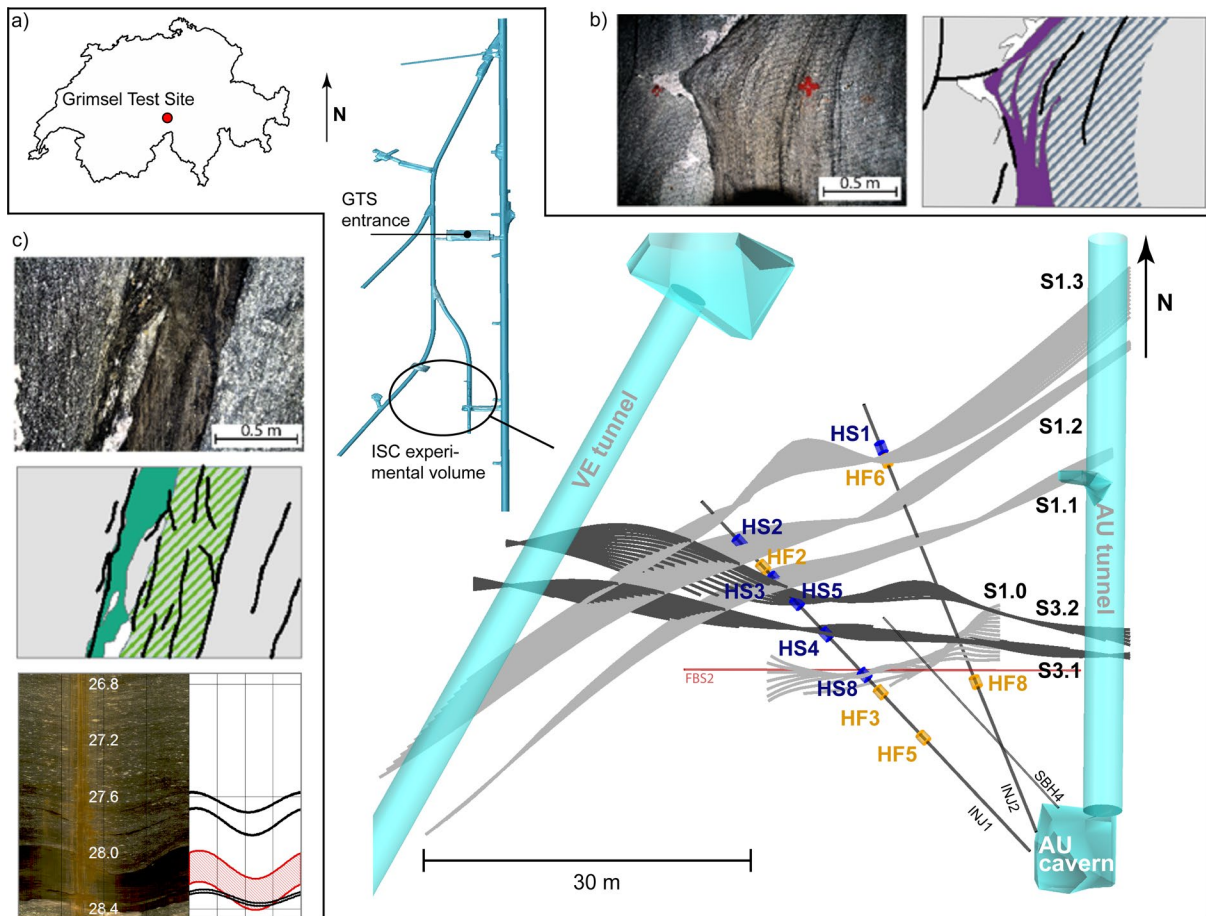 a)
Grimsel Test Site
N
GTS
entrance
ISC experi-
mental volume
b)
0.5 m
c)
0.5 m
26.8
27.2
27.6
28.0
28.4
N
S1.3
S1.2
S1.1
S1.0
S3.2
S3.1
VE tunnel
AU tunnel
HS1
HF6
HS2
HF2
HS3
HS5
HS4
HS8
FBS2
HF8
HF3
HF5
INJ1
INJ2
SBH4
AU
cavern
30 m